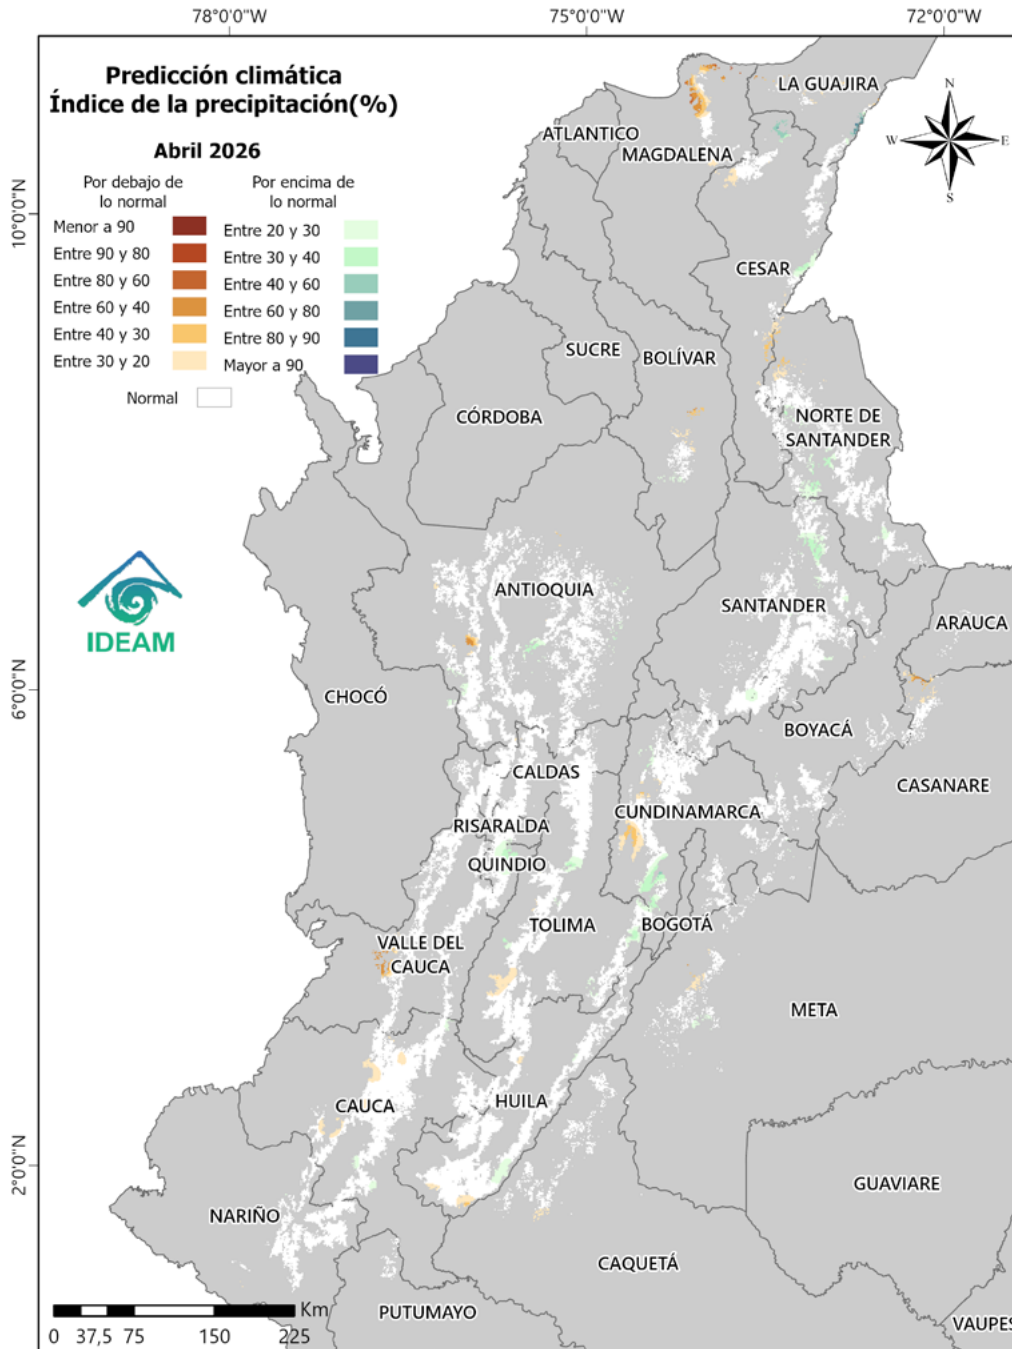 78°0'0"W
75°0'0"W
72°0'0"W
Predicción climática
Índice de la precipitación(%)
Abril 2026
Por debajo de
lo normal
Por encima de
lo normal
Menor a 90
Entre 90 y 80
Entre 80 y 60
Entre 60 y 40
Entre 40 y 30
Entre 30 y 20
Entre 20 y 30
Entre 30 y 40
Entre 40 y 60
Entre 60 y 80
Entre 80 y 90
Mayor a 90
Normal
N
W
E
S
10°0'0"N
6°0'0"N
2°0'0"N
LA GUAJIRA
ATLANTICO
MAGDALENA
CESAR
SUCRE
BOLÍVAR
CÓRDOBA
NORTE DE
SANTANDER
ANTIOQUIA
SANTANDER
ARAUCA
IDEAM
CHOCÓ
BOYACÁ
CALDAS
CASANARE
CUNDINAMARCA
RISARALDA
QUINDIO
TOLIMA
BOGOTÁ
VALLE DEL
CAUCA
META
CAUCA
HUILA
GUAVIARE
NARIÑO
CAQUETÁ
PUTUMAYO
VAUPES
Km
0 37,5 75 150 225